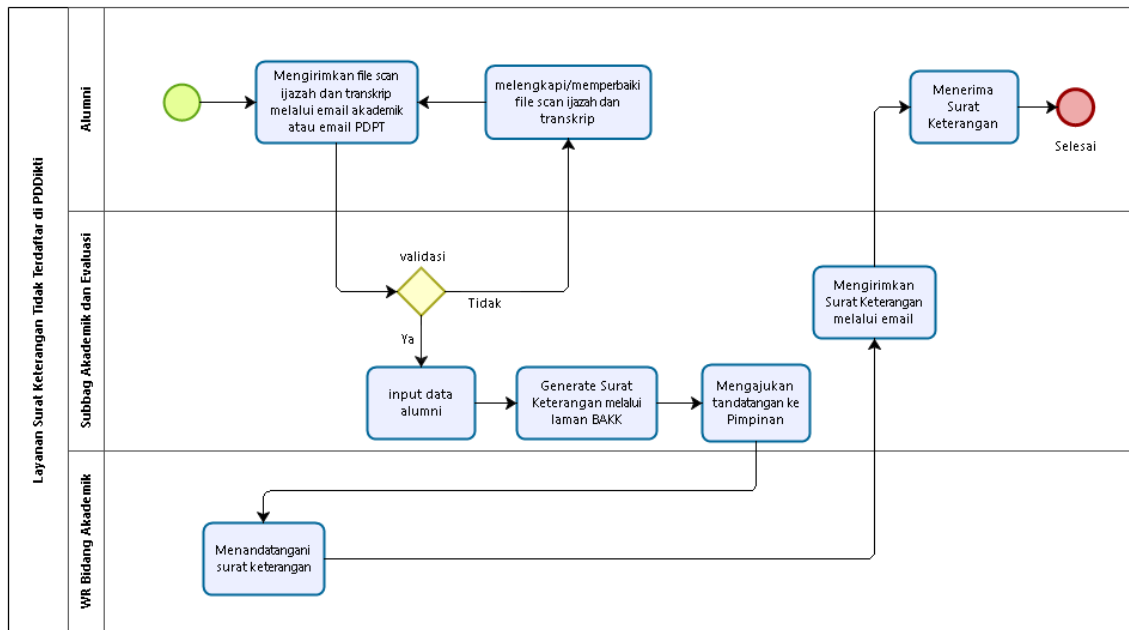 Layanan Surat Keterangan Tidak Terdaftar di PDDikti
Alumni
Mengirimkan file scan
ijazah dan transkrip
melalui email akademik
atau email PDPT
melengkapi/memperbaiki
file scan ijazah dan
transkrip
Menerima
Surat
Keterangan
Selesai
Subbag Akademik dan Evaluasi
validasi
Tidak
Ya
input data
alumni
Generate Surat
Keterangan melalui
laman BAKK
Mengajukan
tandatangan ke
Pimpinan
Mengirimkan
Surat Keterangan
melalui email
WR Bidang Akademik
Menandatangani
surat keterangan